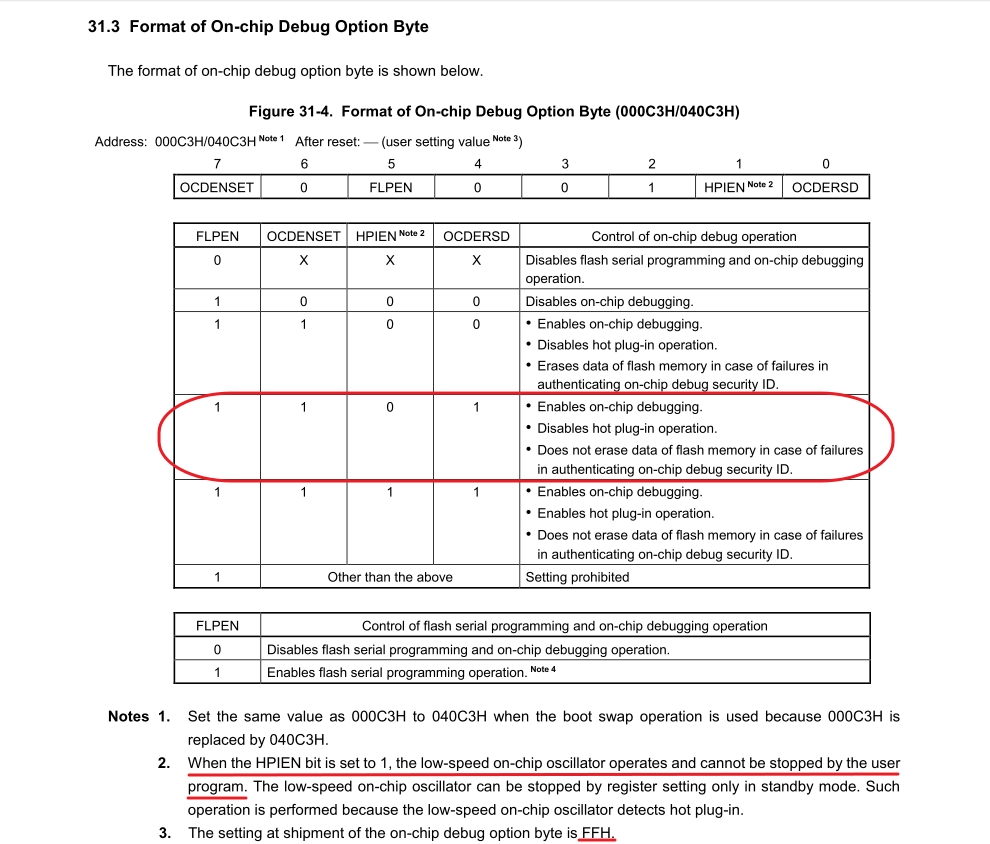 31.3 Format of On-chip Debug Option Byte
The format of on-chip debug option byte is shown below.
Figure 31-4. Format of On-chip Debug Option Byte (000C3H/040C3H)
Address: 000C3H/040C3H Note 1 After reset: — (user setting value Note 3)
7 6 5 4 3 2 1 0
OCDENSET 0 FLPEN 0 0 1 HPIEN Note 2 OCDERSD
FLPEN OCDENSET HPIEN Note 2 OCDERSD Control of on-chip debug operation
0 X X X Disables flash serial programming and on-chip debugging
operation.
1 0 0 0 Disables on-chip debugging.
1 1 0 0 • Enables on-chip debugging.
• Disables hot plug-in operation.
• Erases data of flash memory in case of failures in
authenticating on-chip debug security ID.
1 1 0 1 • Enables on-chip debugging.
• Disables hot plug-in operation.
• Does not erase data of flash memory in case of failures
in authenticating on-chip debug security ID.
1 1 1 1 • Enables on-chip debugging.
• Enables hot plug-in operation.
• Does not erase data of flash memory in case of failures
in authenticating on-chip debug security ID.
1 Other than the above Setting prohibited
FLPEN Control of flash serial programming and on-chip debugging operation
0 Disables flash serial programming and on-chip debugging operation.
1 Enables flash serial programming operation. Note 4
Notes 1. Set the same value as 000C3H to 040C3H when the boot swap operation is used because 000C3H is
replaced by 040C3H.
2. When the HPIEN bit is set to 1, the low-speed on-chip oscillator operates and cannot be stopped by the user
program. The low-speed on-chip oscillator can be stopped by register setting only in standby mode. Such
operation is performed because the low-speed on-chip oscillator detects hot plug-in.
3. The setting at shipment of the on-chip debug option byte is FFH.